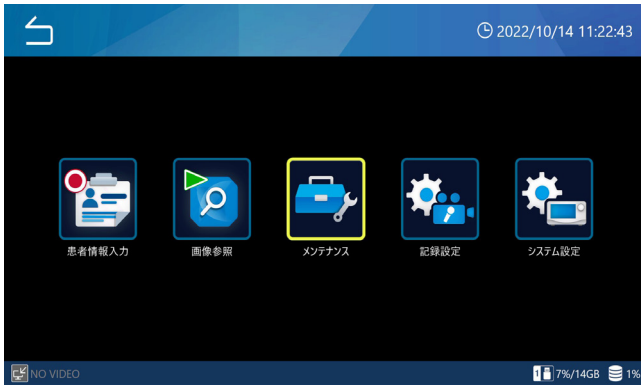 2022/10/14 11:22:43
患者情報入力
画像参照
メンテナンス
記録設定
システム設定
NO VIDEO
1 7%/14GB 1%